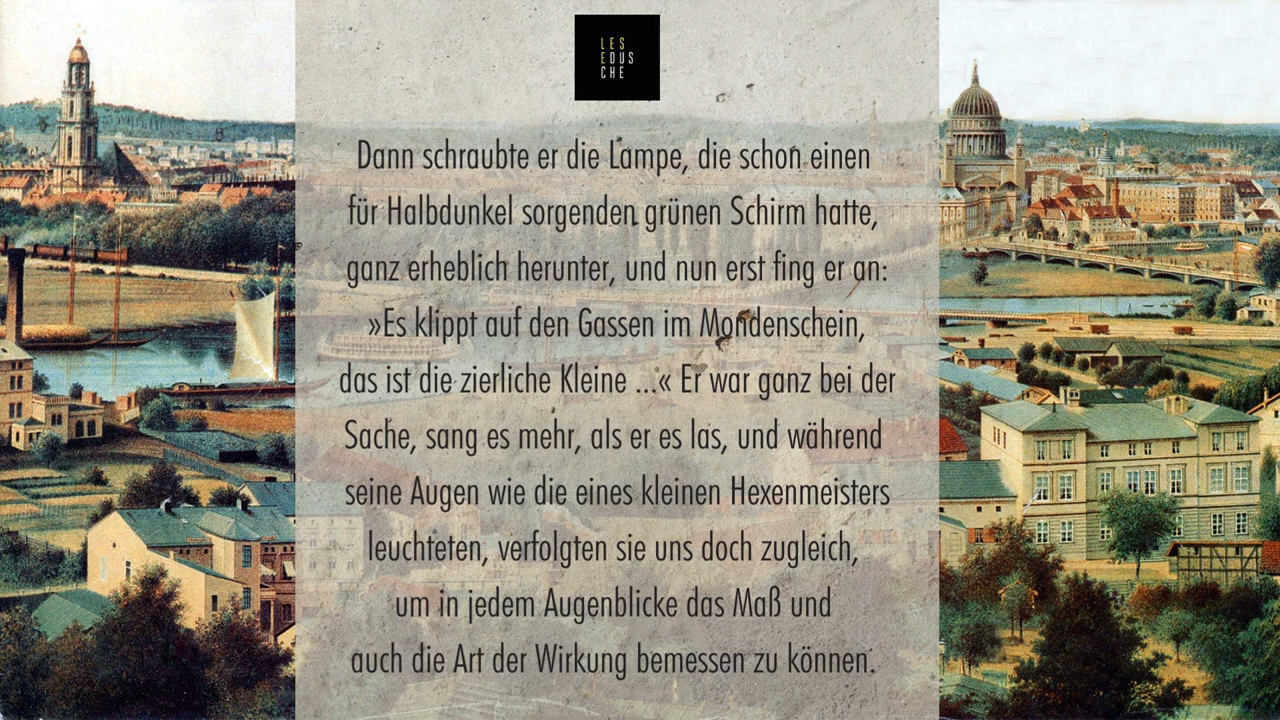 LES
EDUS
CHE
Dann schraubte er die Lampe, die schon einen
für Halbdunkel sorgenden grünen Schirm hatte,
ganz erheblich herunter, und nun erst fing er an:
»Es klippt auf den Gassen im Mondenschein,
das ist die zierliche Kleine ...« Er war ganz bei der
Sache, sang es mehr, als er es las, und während
seine Augen wie die eines kleinen Hexenmeisters
leuchteten, verfolgten sie uns doch zugleich,
um in jedem Augenblicke das Maß und
auch die Art der Wirkung bemessen zu können.